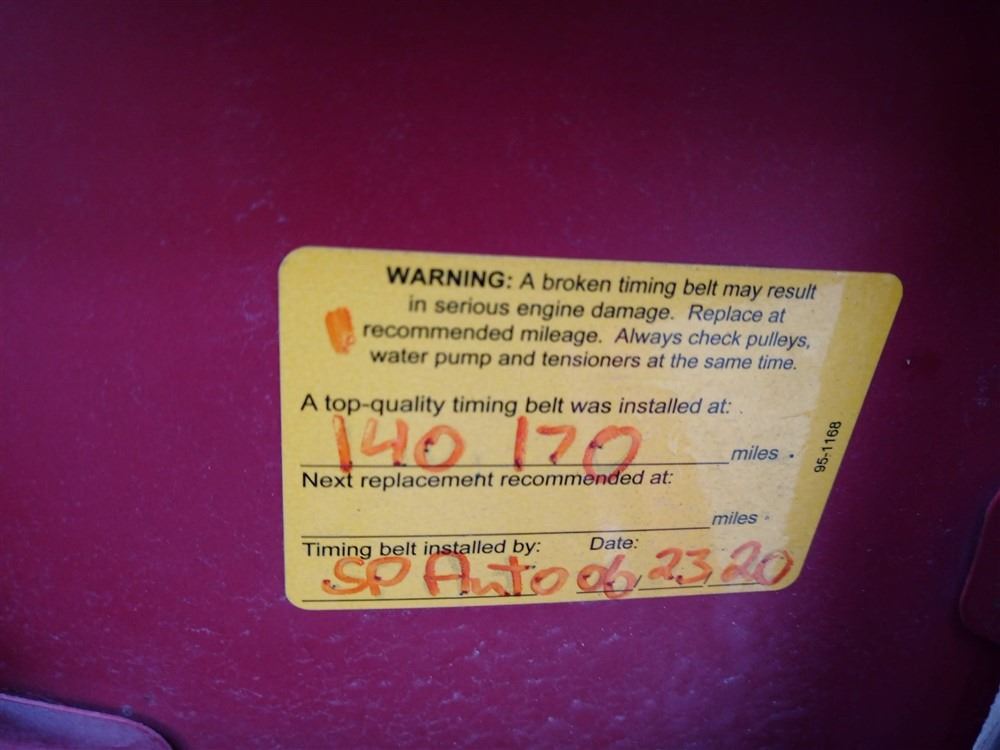 WARNING: A broken timing belt may result
in serious engine damage. Replace at
recommended mileage. Always check pulleys,
water pump and tensioners at the same time.
A top-quality timing belt was installed at:
140 170 miles
Next replacement recommended at:
miles
Timing belt installed by: Date:
SP Auto 06/23/20
95-1168